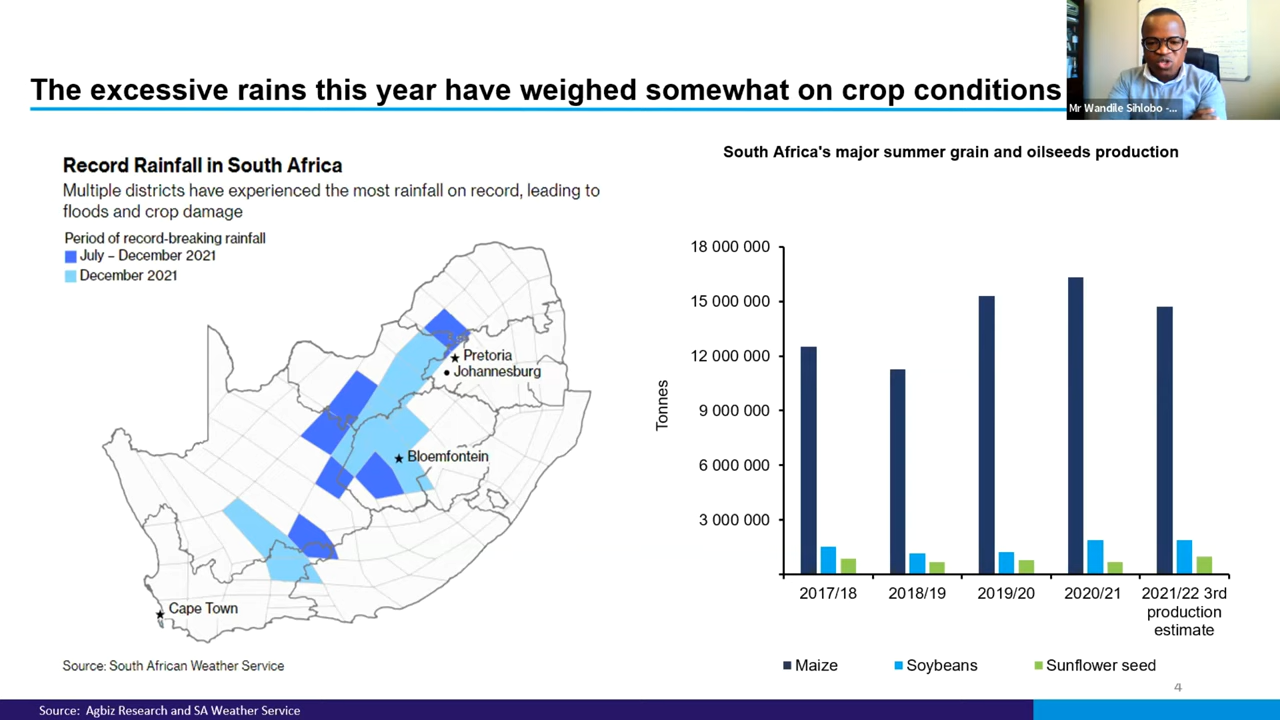 The excessive rains this year have weighed somewhat on crop conditions
Mr Wandile Sihlobo -...
Record Rainfall in South Africa
Multiple districts have experienced the most rainfall on record, leading to
floods and crop damage
Period of record-breaking rainfall
July – December 2021
December 2021
Pretoria
Johannesburg
Bloemfontein
Cape Town
Source: South African Weather Service
South Africa's major summer grain and oilseeds production
Tonnes
18 000 000
15 000 000
12 000 000
9 000 000
6 000 000
3 000 000
2017/18
2018/19
2019/20
2020/21
2021/22 3rd
production
estimate
Maize
Soybeans
Sunflower seed
4
Source: Agbiz Research and SA Weather Service